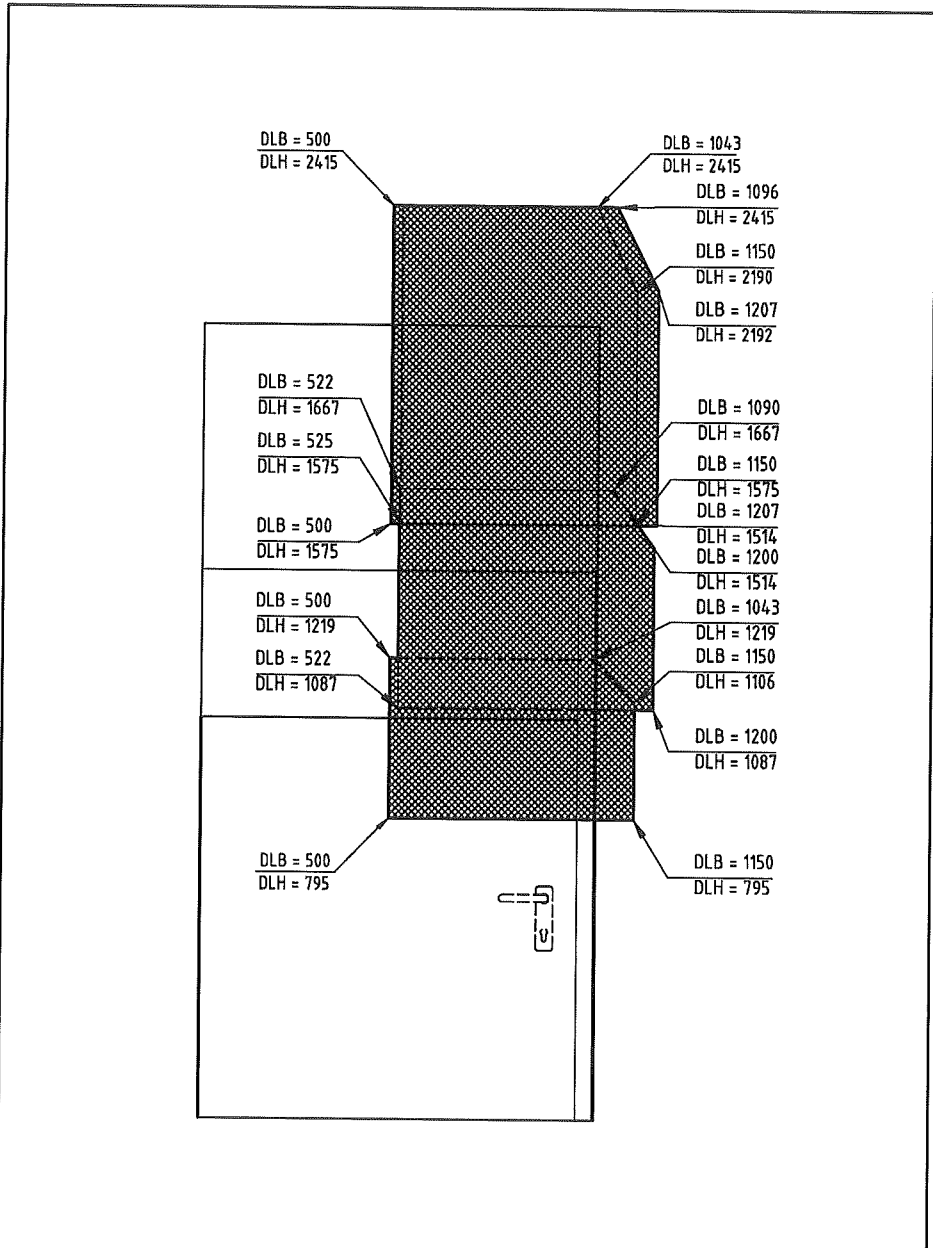 DLB = 500
DLH = 2415
DLB = 1043
DLH = 2415
DLB = 1096
DLH = 2415
DLB = 1150
DLH = 2190
DLB = 1207
DLH = 2192
DLB = 522
DLH = 1667
DLB = 525
DLH = 1575
DLB = 500
DLH = 1575
DLB = 1090
DLH = 1667
DLB = 1150
DLH = 1575
DLB = 1207
DLH = 1514
DLB = 1200
DLH = 1514
DLB = 500
DLH = 1219
DLB = 522
DLH = 1087
DLB = 1043
DLH = 1219
DLB = 1150
DLH = 1106
DLB = 1200
DLH = 1087
DLB = 500
DLH = 795
DLB = 1150
DLH = 795